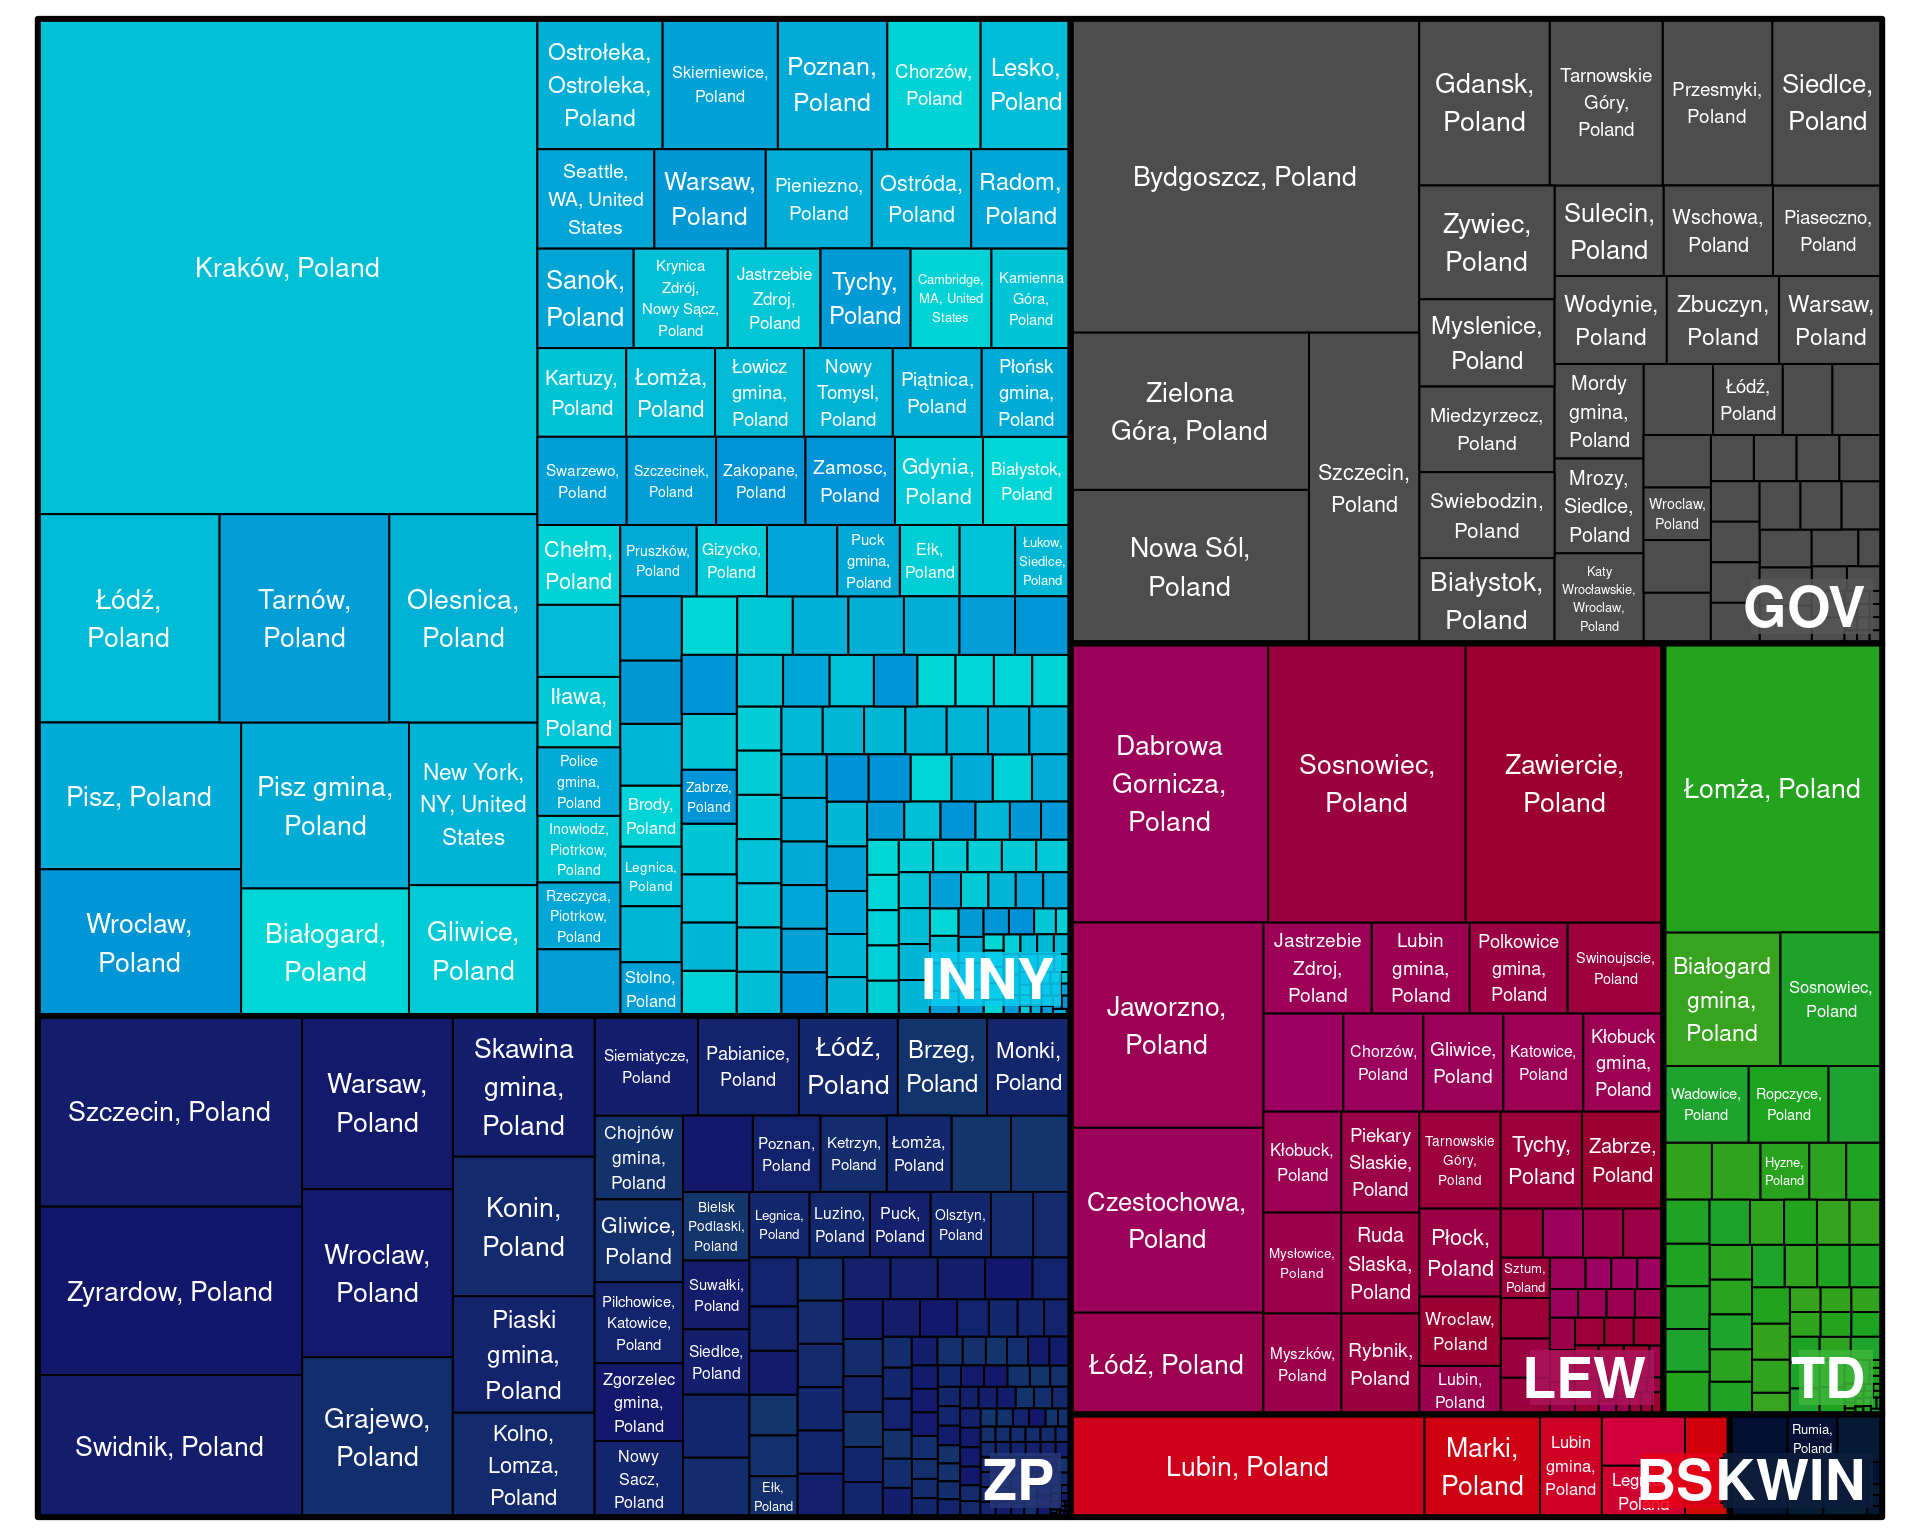 Kraków, Poland
Łódź,
Poland
Tarnów,
Poland
Olesnica,
Poland
Pisz, Poland
Pisz gmina,
Poland
New York,
NY, United
States
Wroclaw,
Poland
Białogard,
Poland
Gliwice,
Poland
Ostrołeka,
Ostroleka,
Poland
Skierniewice,
Poland
Poznan,
Poland
Chorzów,
Poland
Lesko,
Poland
Seattle,
WA, United
States
Warsaw,
Poland
Pieniezno,
Poland
Ostróda,
Poland
Radom,
Poland
Sanok,
Poland
Krynica
Zdrój,
Nowy Sącz,
Poland
Jastrzebie
Zdroj,
Poland
Tychy,
Poland
Cambridge,
MA, United
States
Kamienna
Góra,
Poland
Kartuzy,
Poland
Łomża,
Poland
Łowicz
gmina,
Poland
Nowy
Tomysl,
Poland
Piątnica,
Poland
Płońsk
gmina,
Poland
Swarzewo,
Poland
Szczecinek,
Poland
Zakopane,
Poland
Zamosc,
Poland
Gdynia,
Poland
Białystok,
Poland
Chełm,
Poland
Pruszków,
Poland
Gizycko,
Poland
Puck
gmina,
Poland
Ełk,
Poland
Łukow,
Siedlce,
Poland
Iława,
Poland
Police
gmina,
Poland
Zabrze,
Poland
Brody,
Poland
Inowłodz,
Piotrkow,
Poland
Legnica,
Poland
Rzeczyca,
Piotrkow,
Poland
Stolno,
Poland
INNY
Bydgoszcz, Poland
Zielona
Góra, Poland
Nowa Sól,
Poland
Szczecin,
Poland
Gdansk,
Poland
Tarnowskie
Góry,
Poland
Przesmyki,
Poland
Siedlce,
Poland
Zywiec,
Poland
Sulecin,
Poland
Wschowa,
Poland
Piaseczno,
Poland
Myslenice,
Poland
Wodynie,
Poland
Zbuczyn,
Poland
Warsaw,
Poland
Miedzyrzecz,
Poland
Mordy
gmina,
Poland
Łódź,
Poland
Swiebodzin,
Poland
Mrozy,
Siedlce,
Poland
Wroclaw,
Poland
Białystok,
Poland
Katy
Wrocławskie,
Wroclaw,
Poland
GOV
Dabrowa
Gornicza,
Poland
Sosnowiec,
Poland
Zawiercie,
Poland
Jaworzno,
Poland
Czestochowa,
Poland
Łódź, Poland
Jastrzebie
Zdroj,
Poland
Lubin
gmina,
Poland
Polkowice
gmina,
Poland
Swinoujscie,
Poland
Chorzów,
Poland
Gliwice,
Poland
Katowice,
Poland
Kłobuck
gmina,
Poland
Kłobuck,
Poland
Piekary
Slaskie,
Poland
Tarnowskie
Góry,
Poland
Tychy,
Poland
Zabrze,
Poland
Mysłowice,
Poland
Ruda
Slaska,
Poland
Płock,
Poland
Sztum,
Poland
Wroclaw,
Poland
Myszków,
Poland
Rybnik,
Poland
Lubin,
Poland
LEW
Łomża, Poland
Białogard
gmina,
Poland
Sosnowiec,
Poland
Wadowice,
Poland
Ropczyce,
Poland
Hyzne,
Poland
TD
Szczecin, Poland
Zyrardow, Poland
Swidnik, Poland
Warsaw,
Poland
Wroclaw,
Poland
Grajewo,
Poland
Skawina
gmina,
Poland
Konin,
Poland
Piaski
gmina,
Poland
Kolno,
Lomza,
Poland
Siemiatycze,
Poland
Pabianice,
Poland
Łódź,
Poland
Brzeg,
Poland
Monki,
Poland
Chojnów
gmina,
Poland
Poznan,
Poland
Ketrzyn,
Poland
Łomża,
Poland
Gliwice,
Poland
Bielsk
Podlaski,
Poland
Legnica,
Poland
Luzino,
Poland
Puck,
Poland
Olsztyn,
Poland
Pilchowice,
Katowice,
Poland
Suwałki,
Poland
Siedlce,
Poland
Zgorzelec
gmina,
Poland
Nowy
Sacz,
Poland
Ełk,
Poland
ZP
Lubin, Poland
Marki,
Poland
Lubin
gmina,
Poland
Rumia,
Poland
BSKWIN